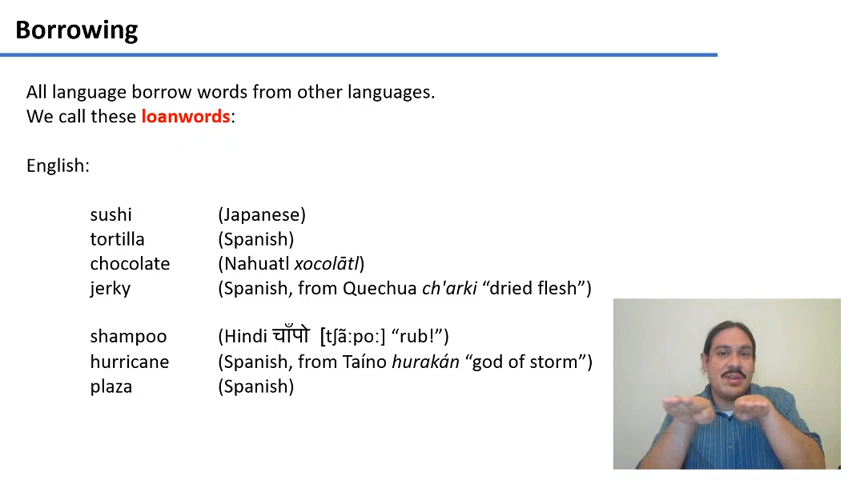 Borrowing
All language borrow words from other languages.
We call these loanwords:
English:
sushi (Japanese)
tortilla (Spanish)
chocolate (Nahuatl xocolātl)
jerky (Spanish, from Quechua ch'arki “dried flesh”)
shampoo (Hindi चाँपो [tʃãːpoː] “rub!”)
hurricane (Spanish, from Taíno hurakán “god of storm”)
plaza (Spanish)